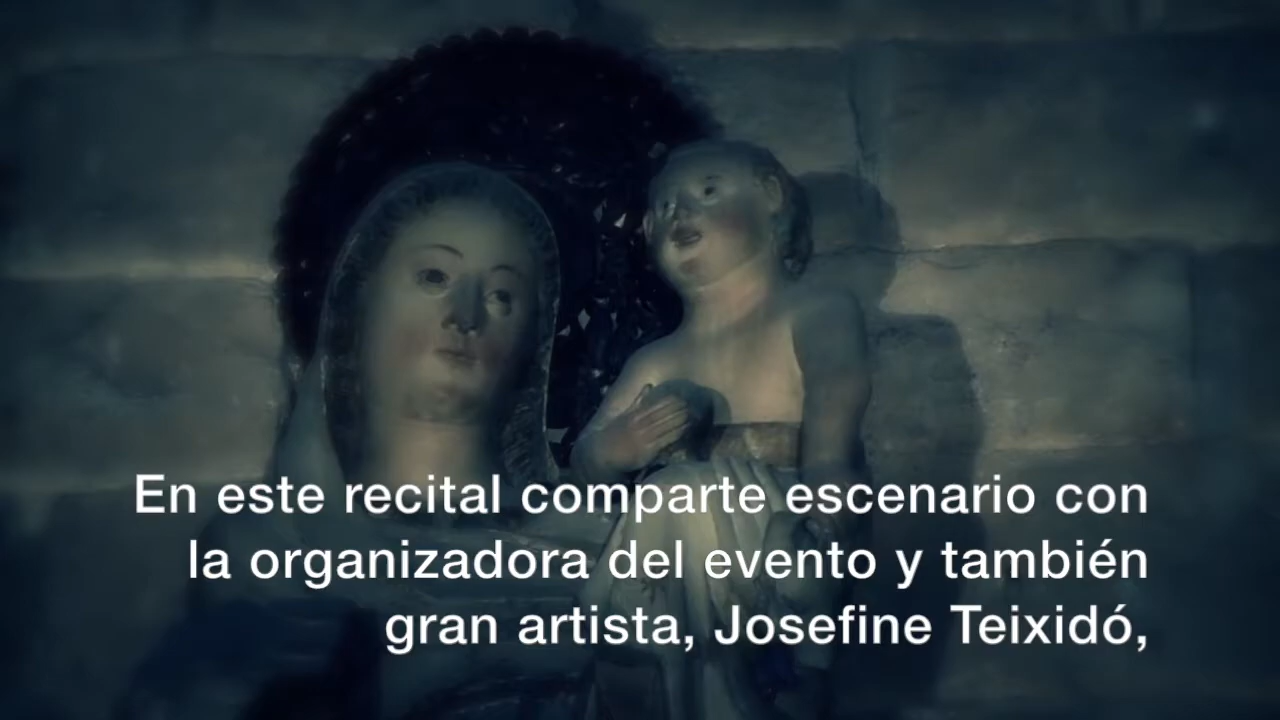 En este recital comparte escenario con
la organizadora del evento y también
gran artista, Josefine Teixidó,